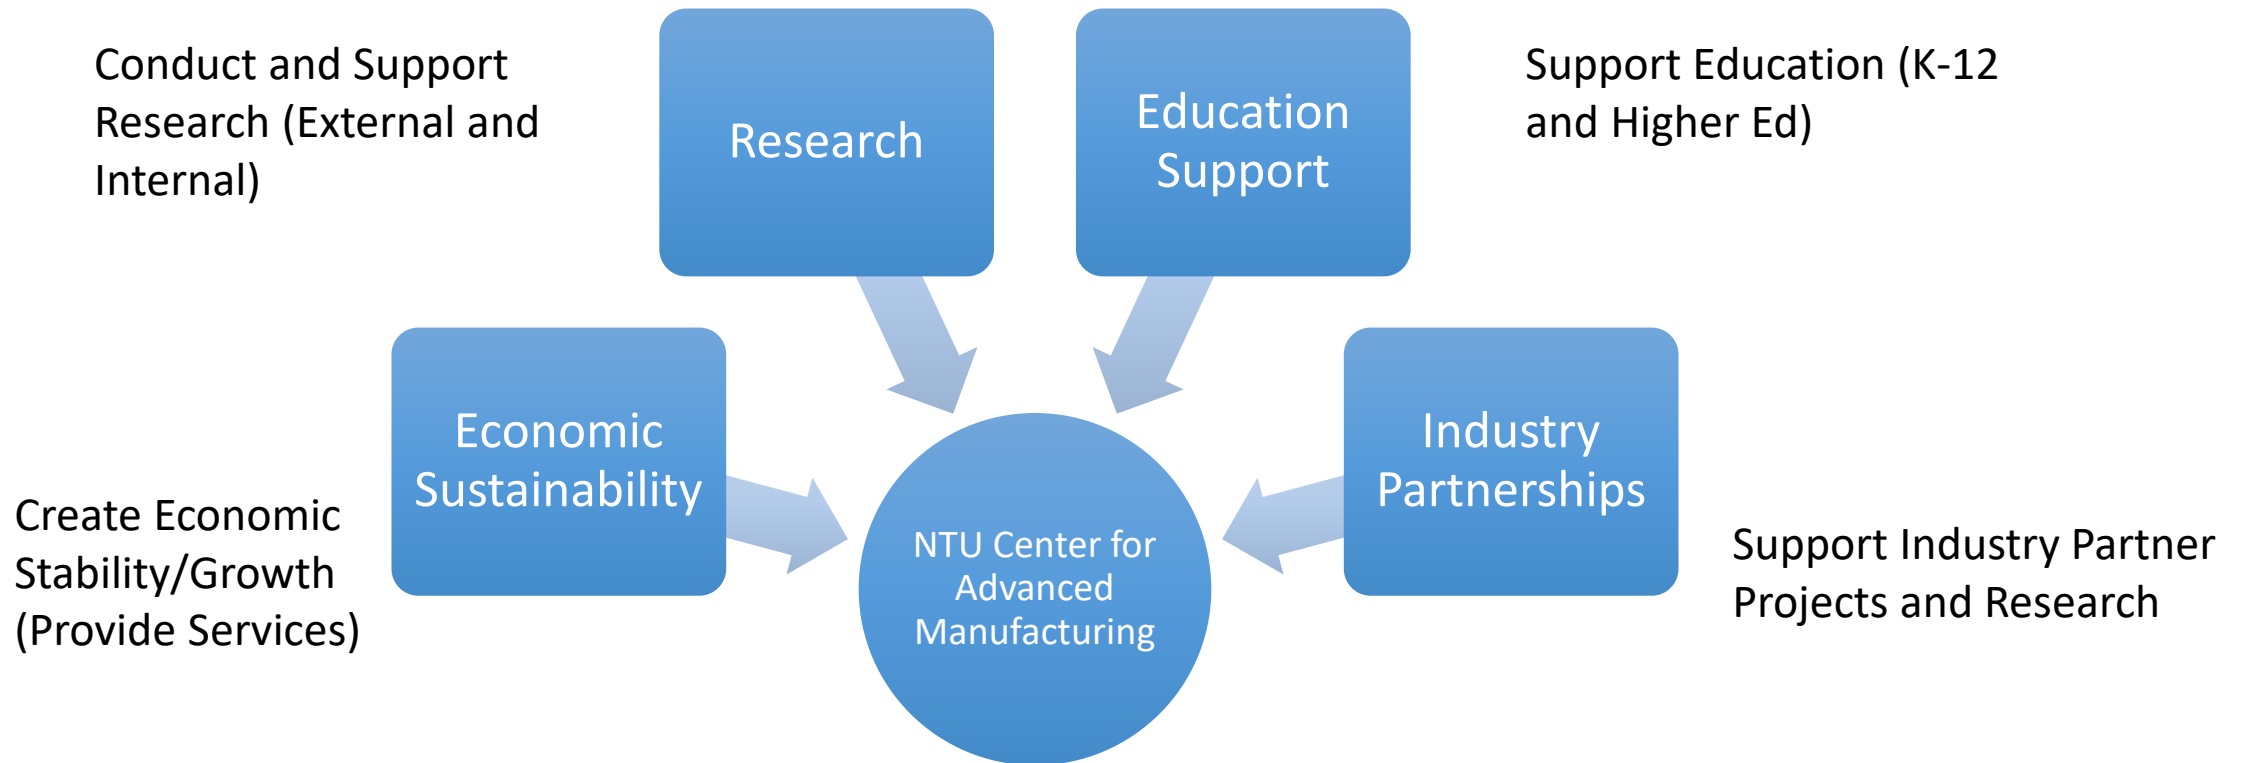 Conduct and Support
Research (External and
Internal)
Research
Education
Support
Support Education (K-12
and Higher Ed)
Economic
Sustainability
Create Economic
Stability/Growth
(Provide Services)
NTU Center for
Advanced
Manufacturing
Industry
Partnerships
Support Industry Partner
Projects and Research